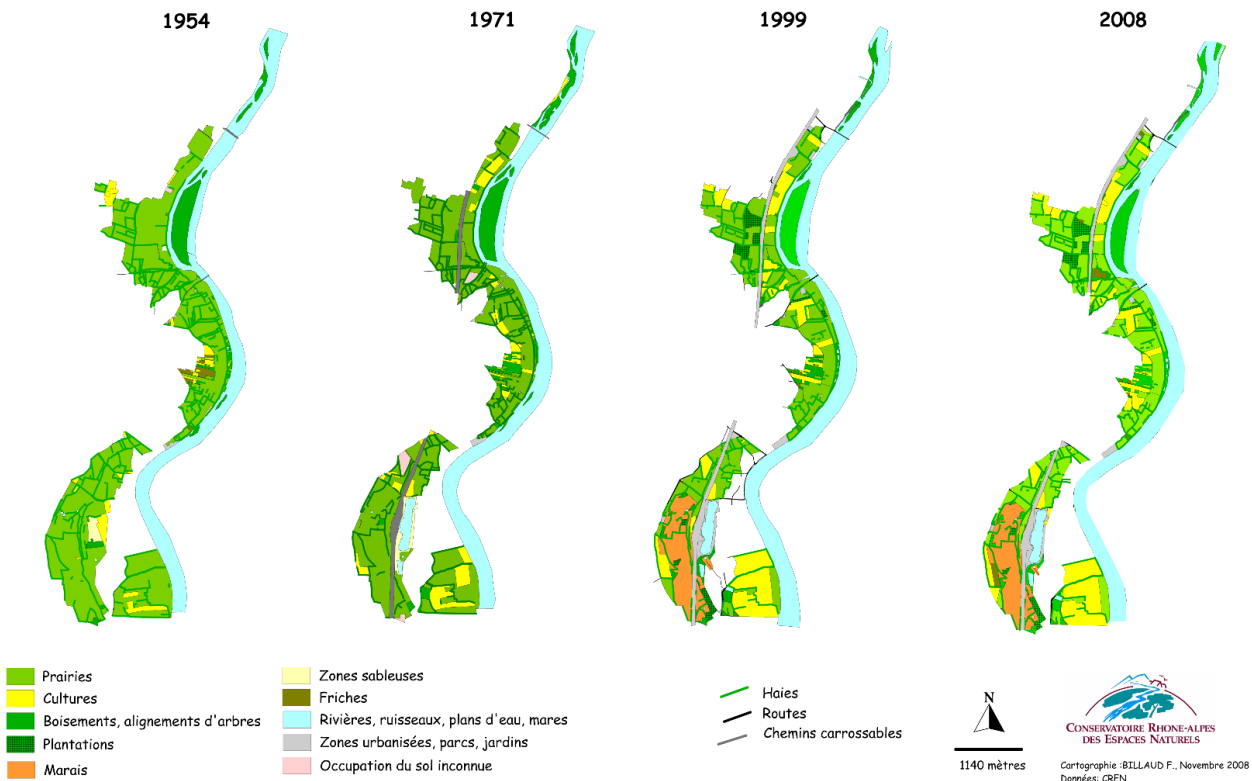 1954
1971
1999
2008
Prairies
Cultures
Boisements, alignements d'arbres
Plantations
Marais
Zones sableuses
Friches
Rivières, ruisseaux, plans d'eau, mares
Zones urbanisées, parcs, jardins
Occupation du sol inconnue
Haies
Routes
Chemins carrossables
N
1140 mètres
CONSERVATOIRE RHONE-ALPES
DES ESPACES NATURELS
Cartographie :BILLAUD F., Novembre 2008
Données: CREN